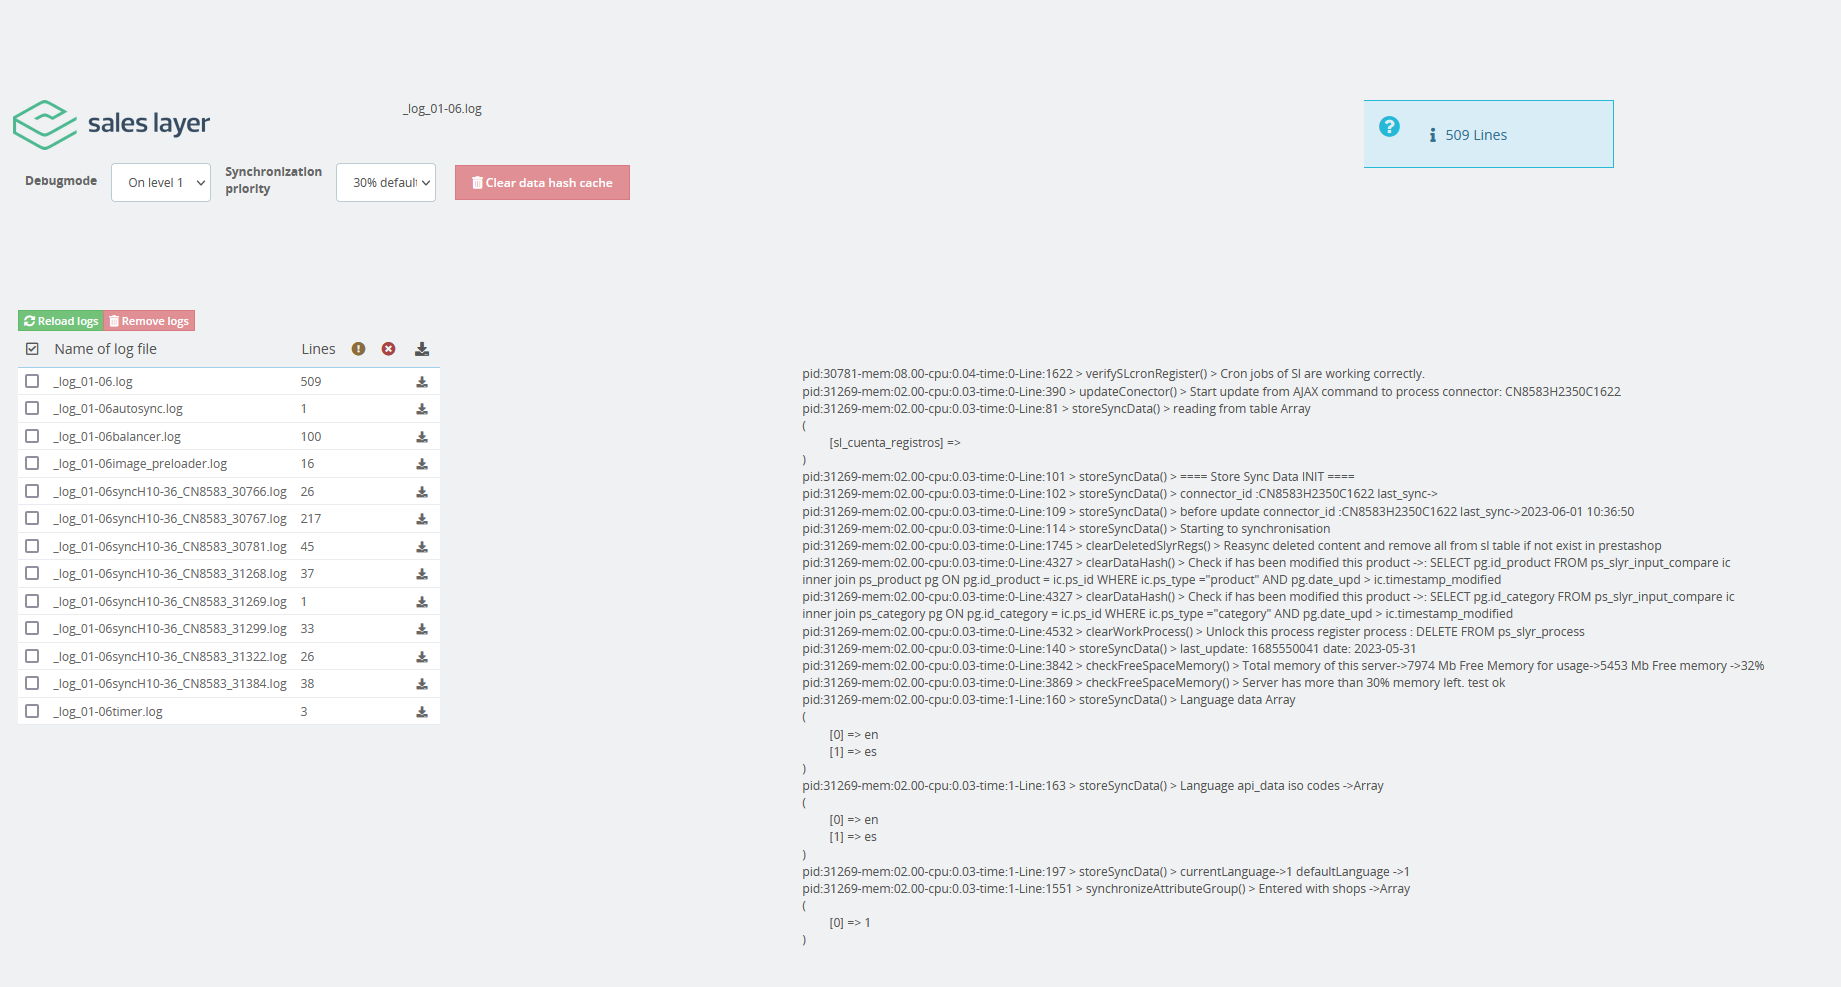 sales layer
_log_01-06.log
509 Lines
Debugmode
On level 1
Synchronization
priority
30% defaul
Clear data hash cache
Reload logs
Remove logs
Name of log file Lines
_log_01-06.log 509
_log_01-06autosync.log 1
_log_01-06balancer.log 100
_log_01-06image_preloader.log 16
_log_01-06syncH10-36_CN8583_30766.log 26
_log_01-06syncH10-36_CN8583_30767.log 217
_log_01-06syncH10-36_CN8583_30781.log 45
_log_01-06syncH10-36_CN8583_31268.log 37
_log_01-06syncH10-36_CN8583_31269.log 1
_log_01-06syncH10-36_CN8583_31299.log 33
_log_01-06syncH10-36_CN8583_31322.log 26
_log_01-06syncH10-36_CN8583_31384.log 38
_log_01-06timer.log 3
pid:30781-mem:08.00-cpu:0.04-time:0-Line:1622 > verifySLcronRegister() > Cron jobs of Sl are working correctly.
pid:31269-mem:02.00-cpu:0.03-time:0-Line:390 > updateConector() > Start update from AJAX command to process connector: CN8583H2350C1622
pid:31269-mem:02.00-cpu:0.03-time:0-Line:81 > storeSyncData() > reading from table Array
(
[sl_cuenta_registros] =>
)
pid:31269-mem:02.00-cpu:0.03-time:0-Line:101 > storeSyncData() > ==== Store Sync Data INIT ====
pid:31269-mem:02.00-cpu:0.03-time:0-Line:102 > storeSyncData() > connector_id :CN8583H2350C1622 last_sync->
pid:31269-mem:02.00-cpu:0.03-time:0-Line:109 > storeSyncData() > before update connector_id :CN8583H2350C1622 last_sync->2023-06-01 10:36:50
pid:31269-mem:02.00-cpu:0.03-time:0-Line:114 > storeSyncData() > Starting to synchronisation
pid:31269-mem:02.00-cpu:0.03-time:0-Line:1745 > clearDeletedSlyrRegs() > Reasync deleted content and remove all from sl table if not exist in prestashop
pid:31269-mem:02.00-cpu:0.03-time:0-Line:4327 > clearDataHash() > Check if has been modified this product ->: SELECT pg.id_product FROM ps_slyr_input_compare ic
inner join ps_product pg ON pg.id_product = ic.ps_id WHERE ic.ps_type ="product" AND pg.date_upd > ic.timestamp_modified
pid:31269-mem:02.00-cpu:0.03-time:0-Line:4327 > clearDataHash() > Check if has been modified this product ->: SELECT pg.id_category FROM ps_slyr_input_compare ic
inner join ps_category pg ON pg.id_category = ic.ps_id WHERE ic.ps_type ="category" AND pg.date_upd > ic.timestamp_modified
pid:31269-mem:02.00-cpu:0.03-time:0-Line:4532 > clearWorkProcess() > Unlock this process register process : DELETE FROM ps_slyr_process
pid:31269-mem:02.00-cpu:0.03-time:0-Line:140 > storeSyncData() > last_update: 1685550041 date: 2023-05-31
pid:31269-mem:02.00-cpu:0.03-time:0-Line:3842 > checkFreeSpaceMemory() > Total memory of this server->7974 Mb Free Memory for usage->5453 Mb Free memory ->32%
pid:31269-mem:02.00-cpu:0.03-time:0-Line:3869 > checkFreeSpaceMemory() > Server has more than 30% memory left. test ok
pid:31269-mem:02.00-cpu:0.03-time:1-Line:160 > storeSyncData() > Language data Array
(
[0] => en
[1] => es
)
pid:31269-mem:02.00-cpu:0.03-time:1-Line:163 > storeSyncData() > Language api_data iso codes ->Array
(
[0] => en
[1] => es
)
pid:31269-mem:02.00-cpu:0.03-time:1-Line:197 > storeSyncData() > currentLanguage->1 defaultLanguage ->1
pid:31269-mem:02.00-cpu:0.03-time:1-Line:1551 > synchronizeAttributeGroup() > Entered with shops ->Array
(
[0] => 1
)